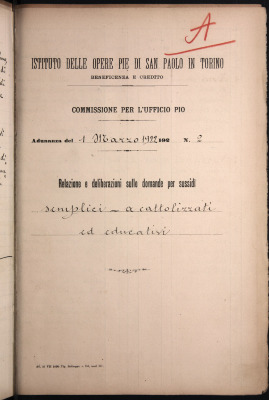 A
ISTITUTO DELLE OPERE PIE DI SAN PAOLO IN TORINO
BENEFICENZA E CREDITO
COMMISSIONE PER L'UFFICIO PIO
Adunanza del 1 Marzo 1922 190 N. 2
Relazione e deliberazioni sulle domande per sussidi
semplici - a cattolizzati
ed educativi